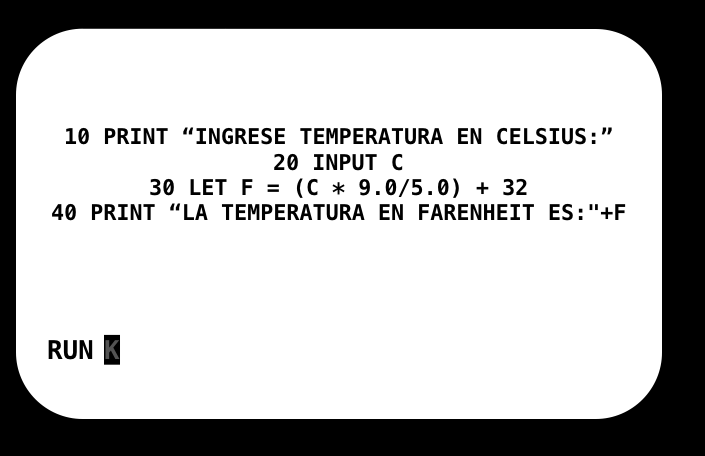 10 PRINT “INGRESE TEMPERATURA EN CELSIUS:”
20 INPUT C
30 LET F = (C * 9.0/5.0) + 32
40 PRINT “LA TEMPERATURA EN FARENHEIT ES:"+F
RUN K